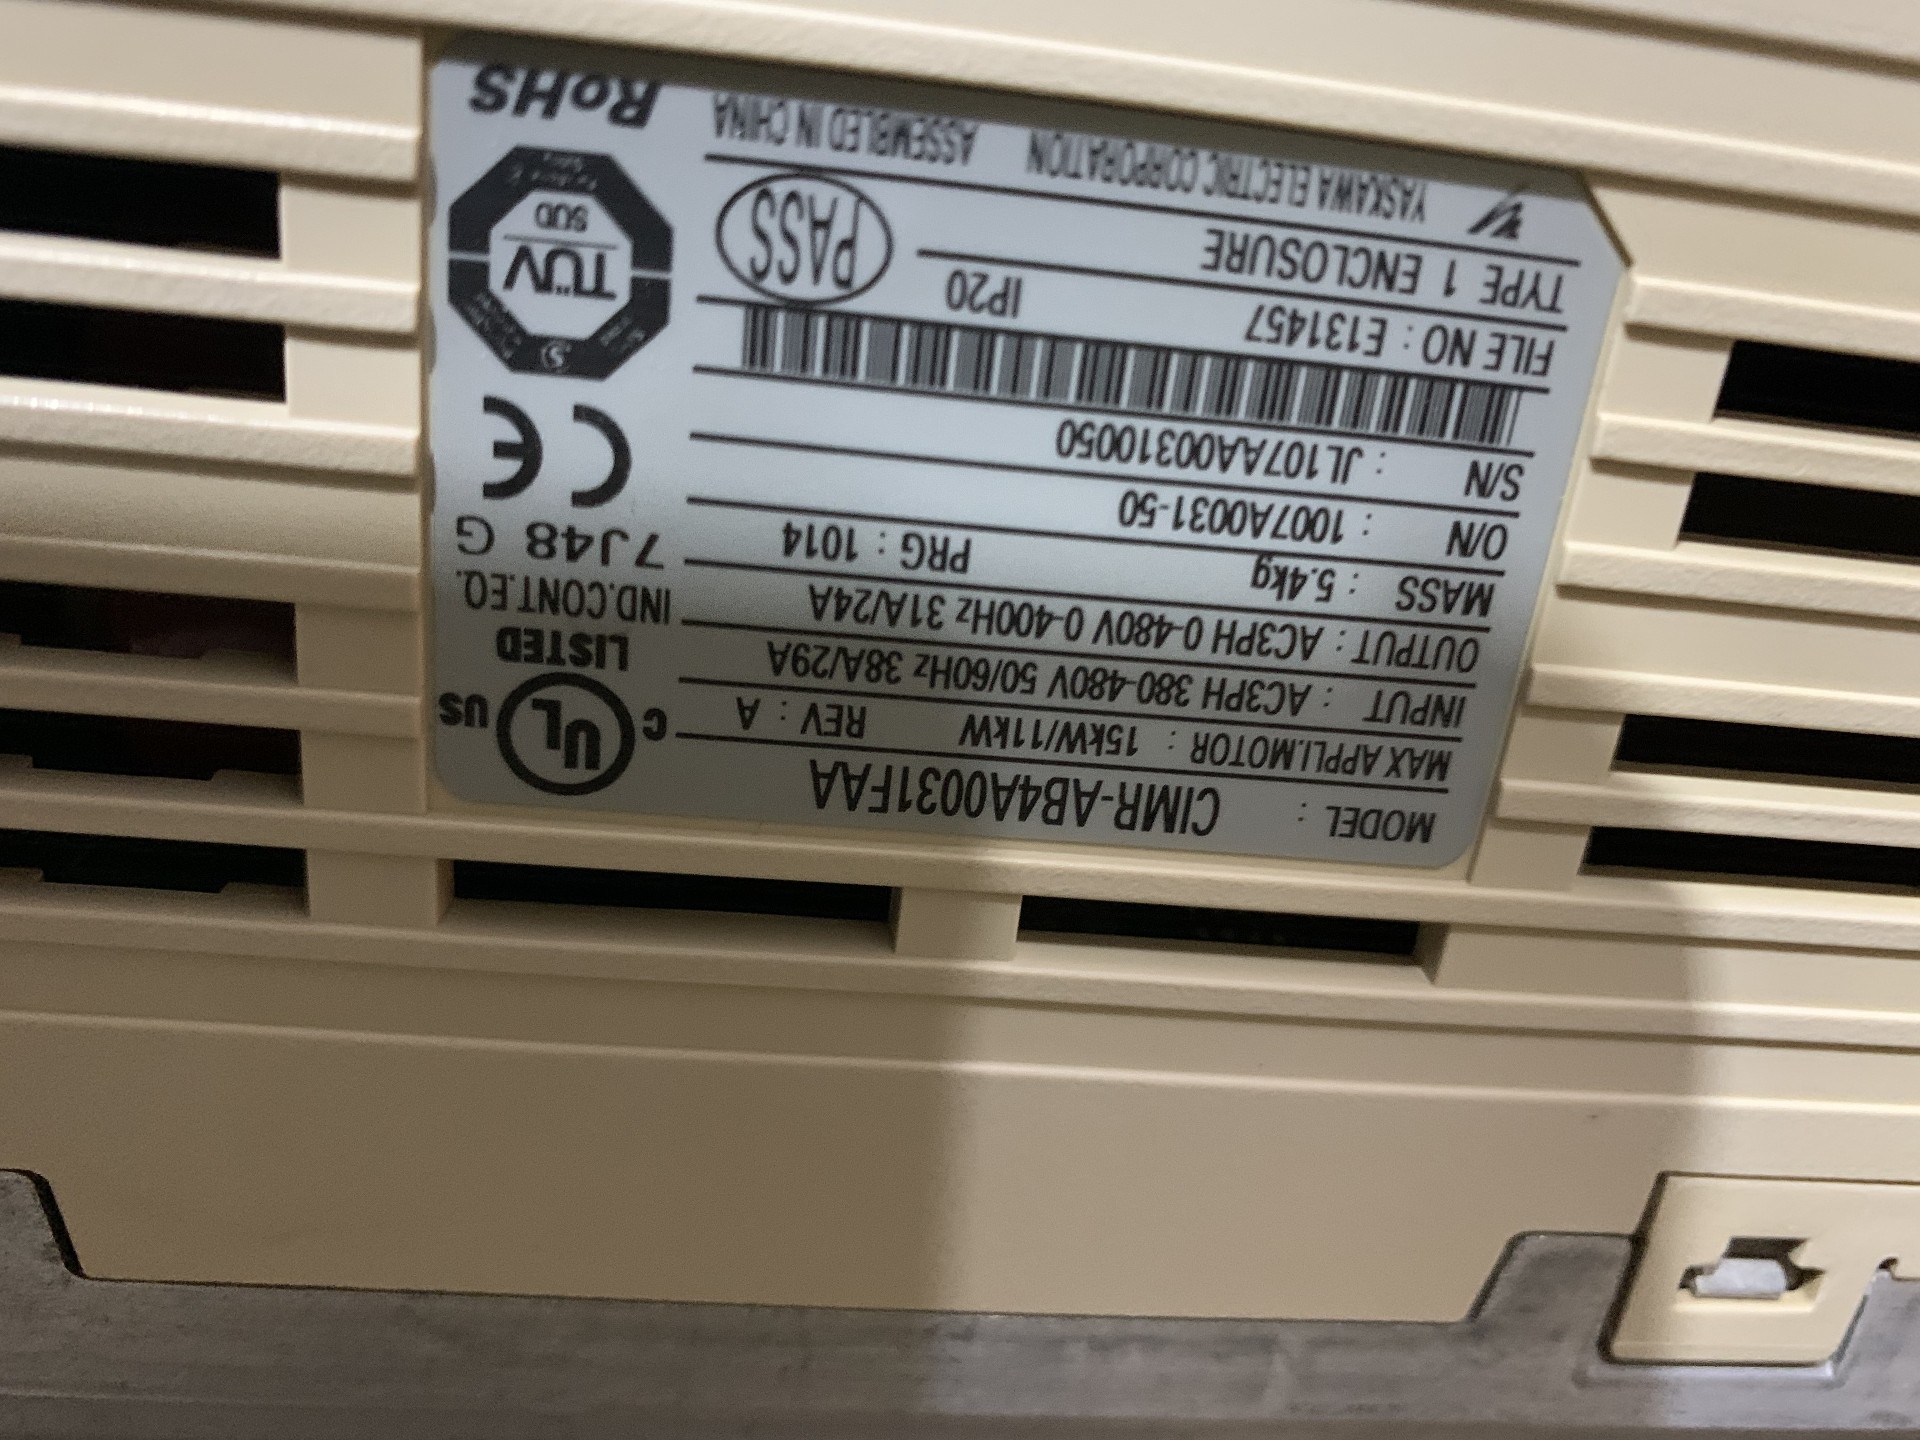 MODEL : CIMR-AB4A0031FAA
MAX APPLI.MOTOR : 15kW/11kW REV : A
INPUT : AC3PH 380-480V 50/60Hz 38A/29A
OUTPUT : AC3PH 0-480V 0-400Hz 31A/24A
MASS : 5.4kg PRG : 1014
O/N : 1007A0031-50
S/N : JL107AA00310050
FILE NO : E131457 IP20
TYPE 1 ENCLOSURE
PASS
YASKAWA ELECTRIC CORPORATION ASSEMBLED IN CHINA
C UL US
LISTED
IND.CONT.EQ.
7J48 G
CE
TÜV
SÜD
RoHS